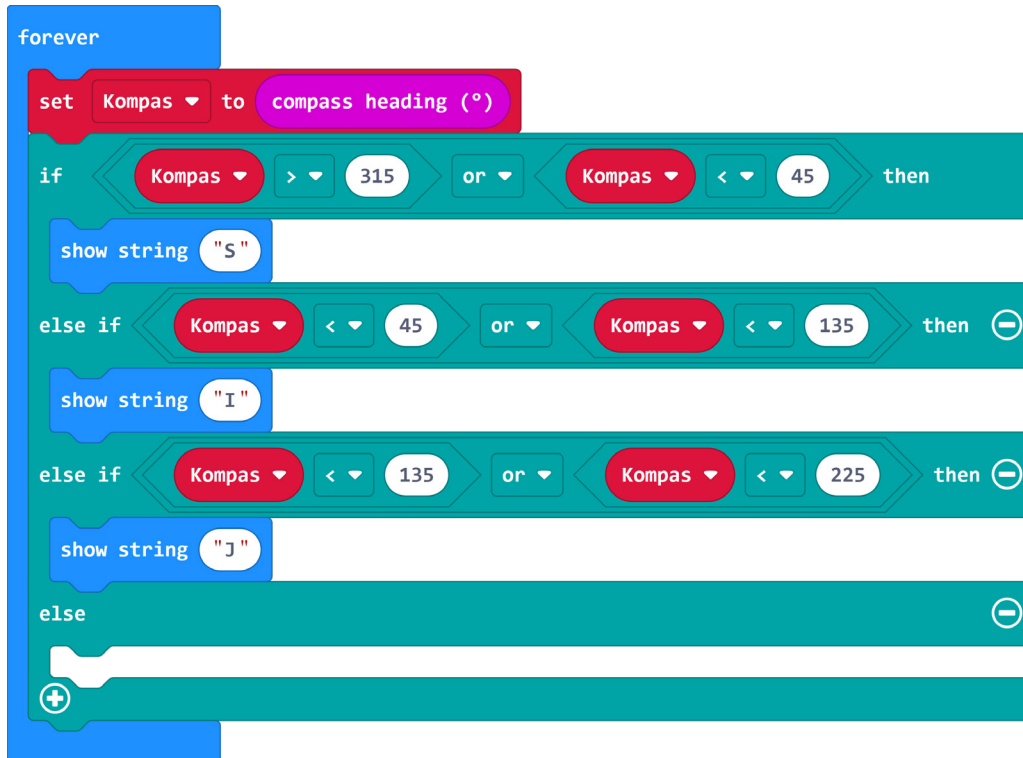 forever
set Kompas to compass heading (°)
if Kompas > 315 or Kompas < 45 then
show string "S"
else if Kompas < 45 or Kompas < 135 then
show string "I"
else if Kompas < 135 or Kompas < 225 then
show string "J"
else